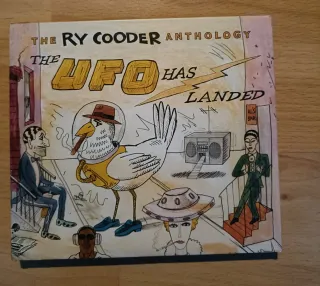 THE RY COODER ANTHOLOGY
THE UFO HAS
LANDED